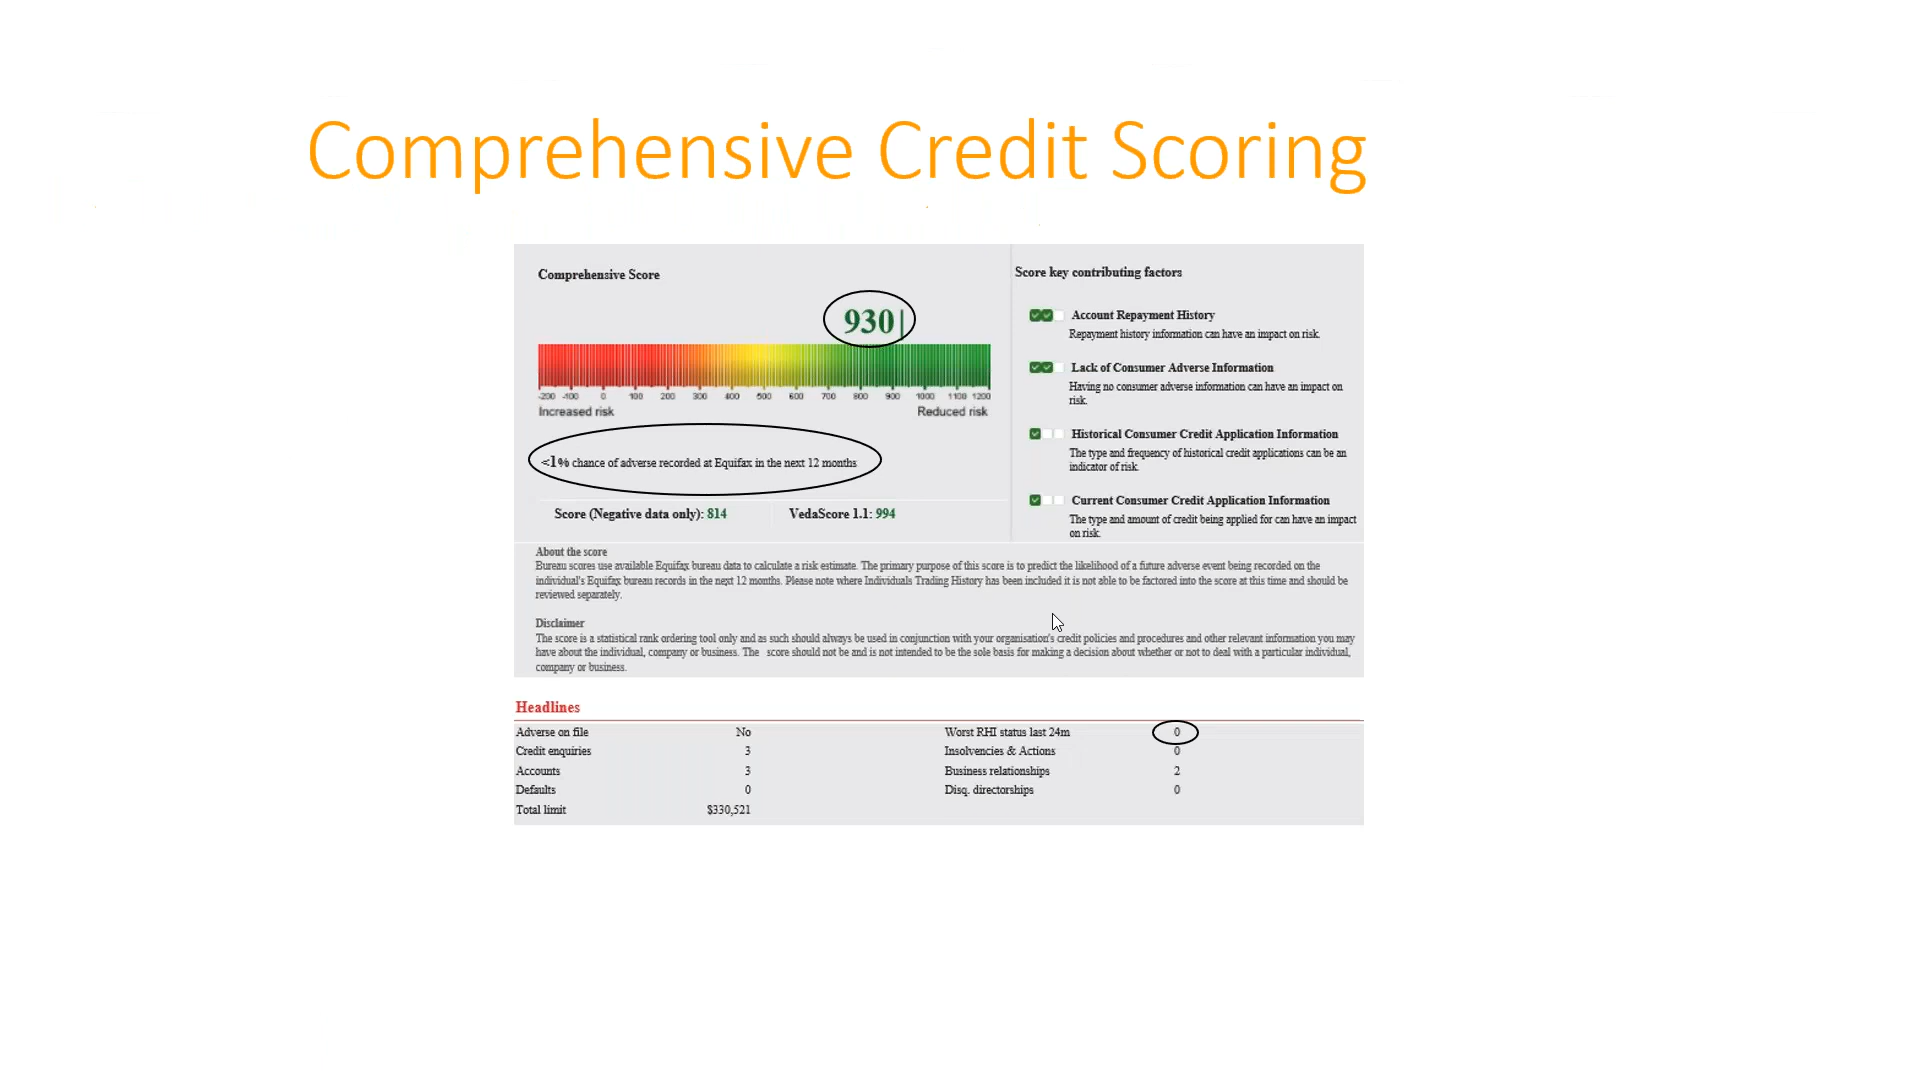 Comprehensive Credit Scoring
Comprehensive Score
930
-200 -100 0 100 200 300 400 500 600 700 800 900 1000 1100 1200
Increased risk Reduced risk
<1% chance of adverse recorded at Equifax in the next 12 months
Score (Negative data only): 814 VedaScore 1.1: 994
Score key contributing factors
Account Repayment History
Repayment history information can have an impact on risk.
Lack of Consumer Adverse Information
Having no consumer adverse information can have an impact on
risk.
Historical Consumer Credit Application Information
The type and frequency of historical credit applications can be an
indicator of risk.
Current Consumer Credit Application Information
The type and amount of credit being applied for can have an impact
on risk.
About the score
Bureau scores use available Equifax bureau data to calculate a risk estimate. The primary purpose of this score is to predict the likelihood of a future adverse event being recorded on the
individual's Equifax bureau records in the next 12 months. Please note where Individuals Trading History has been included it is not able to be factored into the score at this time and should be
reviewed separately.
Disclaimer
The score is a statistical rank ordering tool only and as such should always be used in conjunction with your organisation's credit policies and procedures and other relevant information you may
have about the individual, company or business. The score should not be and is not intended to be the sole basis for making a decision about whether or not to deal with a particular individual,
company or business.
Headlines
Adverse on file No Worst RHI status last 24m 0
Credit enquiries 3 Insolvencies & Actions 0
Accounts 3 Business relationships 2
Defaults 0 Disq. directorships 0
Total limit $330,521